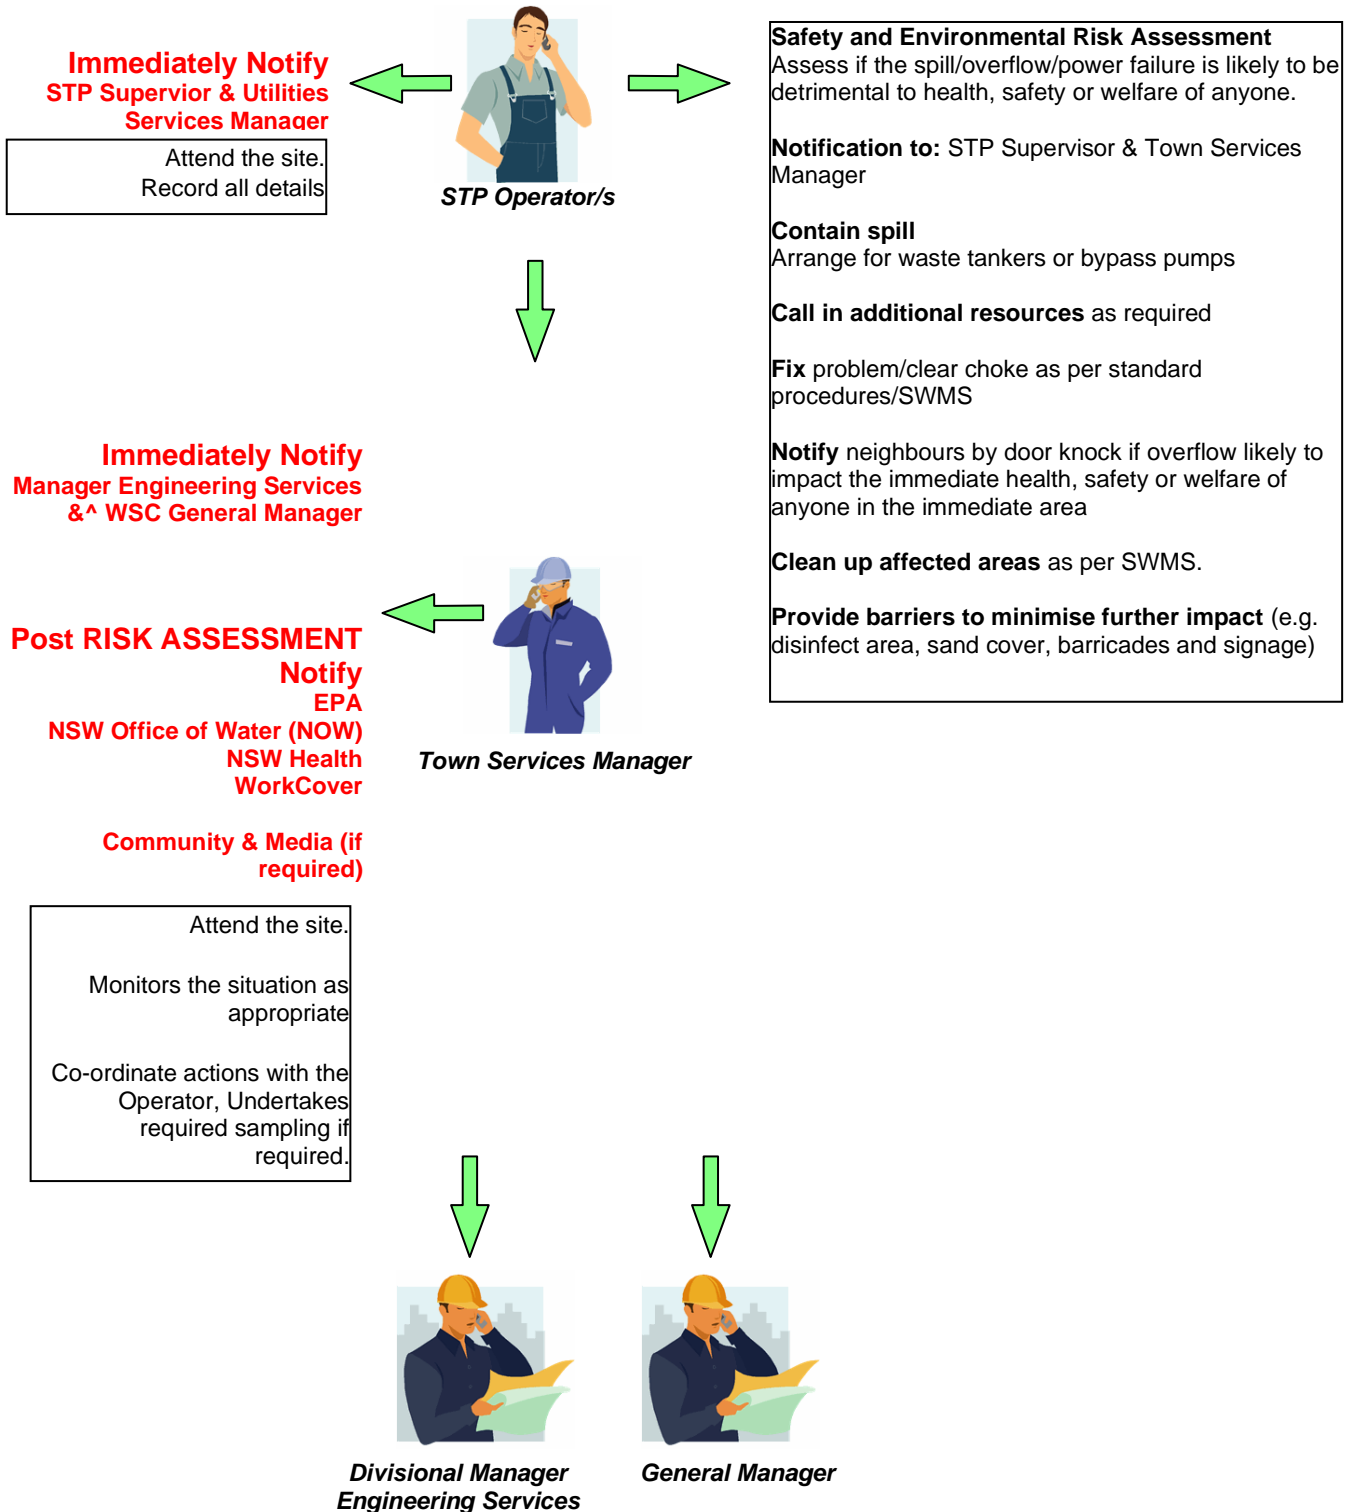 Immediately Notify
STP Supervior & Utilities
Services Manager
Attend the site.
Record all details
STP Operator/s
Safety and Environmental Risk Assessment
Assess if the spill/overflow/power failure is likely to be
detrimental to health, safety or welfare of anyone.
Notification to: STP Supervisor & Town Services
Manager
Contain spill
Arrange for waste tankers or bypass pumps
Call in additional resources as required
Fix problem/clear choke as per standard
procedures/SWMS
Notify neighbours by door knock if overflow likely to
impact the immediate health, safety or welfare of
anyone in the immediate area
Clean up affected areas as per SWMS.
Provide barriers to minimise further impact (e.g.
disinfect area, sand cover, barricades and signage)
Immediately Notify
Manager Engineering Services
&^ WSC General Manager
Post RISK ASSESSMENT
Notify
EPA
NSW Office of Water (NOW)
NSW Health
WorkCover
Community & Media (if
required)
Town Services Manager
Attend the site.
Monitors the situation as
appropriate
Co-ordinate actions with the
Operator, Undertakes
required sampling if
required.
Divisional Manager
Engineering Services
General Manager